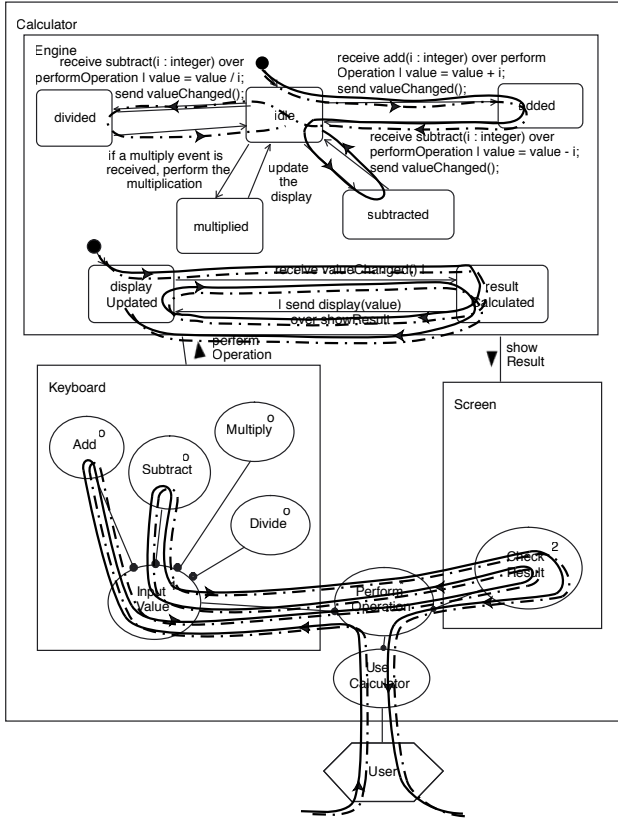 Calculator
Engine
receive subtract(i : integer) over
performOperation | value = value / i;
send valueChanged();
receive add(i : integer) over perform
Operation | value = value + i;
send valueChanged();
divided
idle
added
receive subtract(i : integer) over
performOperation | value = value - i;
send valueChanged();
if a multiply event is
received, perform the
multiplication
update
the
display
multiplied
subtracted
receive valueChanged() |
display
Updated
result
Calculated
| send display(value)
over showResult
perform
Operation
show
Result
Keyboard
Screen
Add
o
Subtract
o
Multiply
o
Divide
o
Check
Result
2
Input
Value
Perform
Operation
Use
Calculator
User